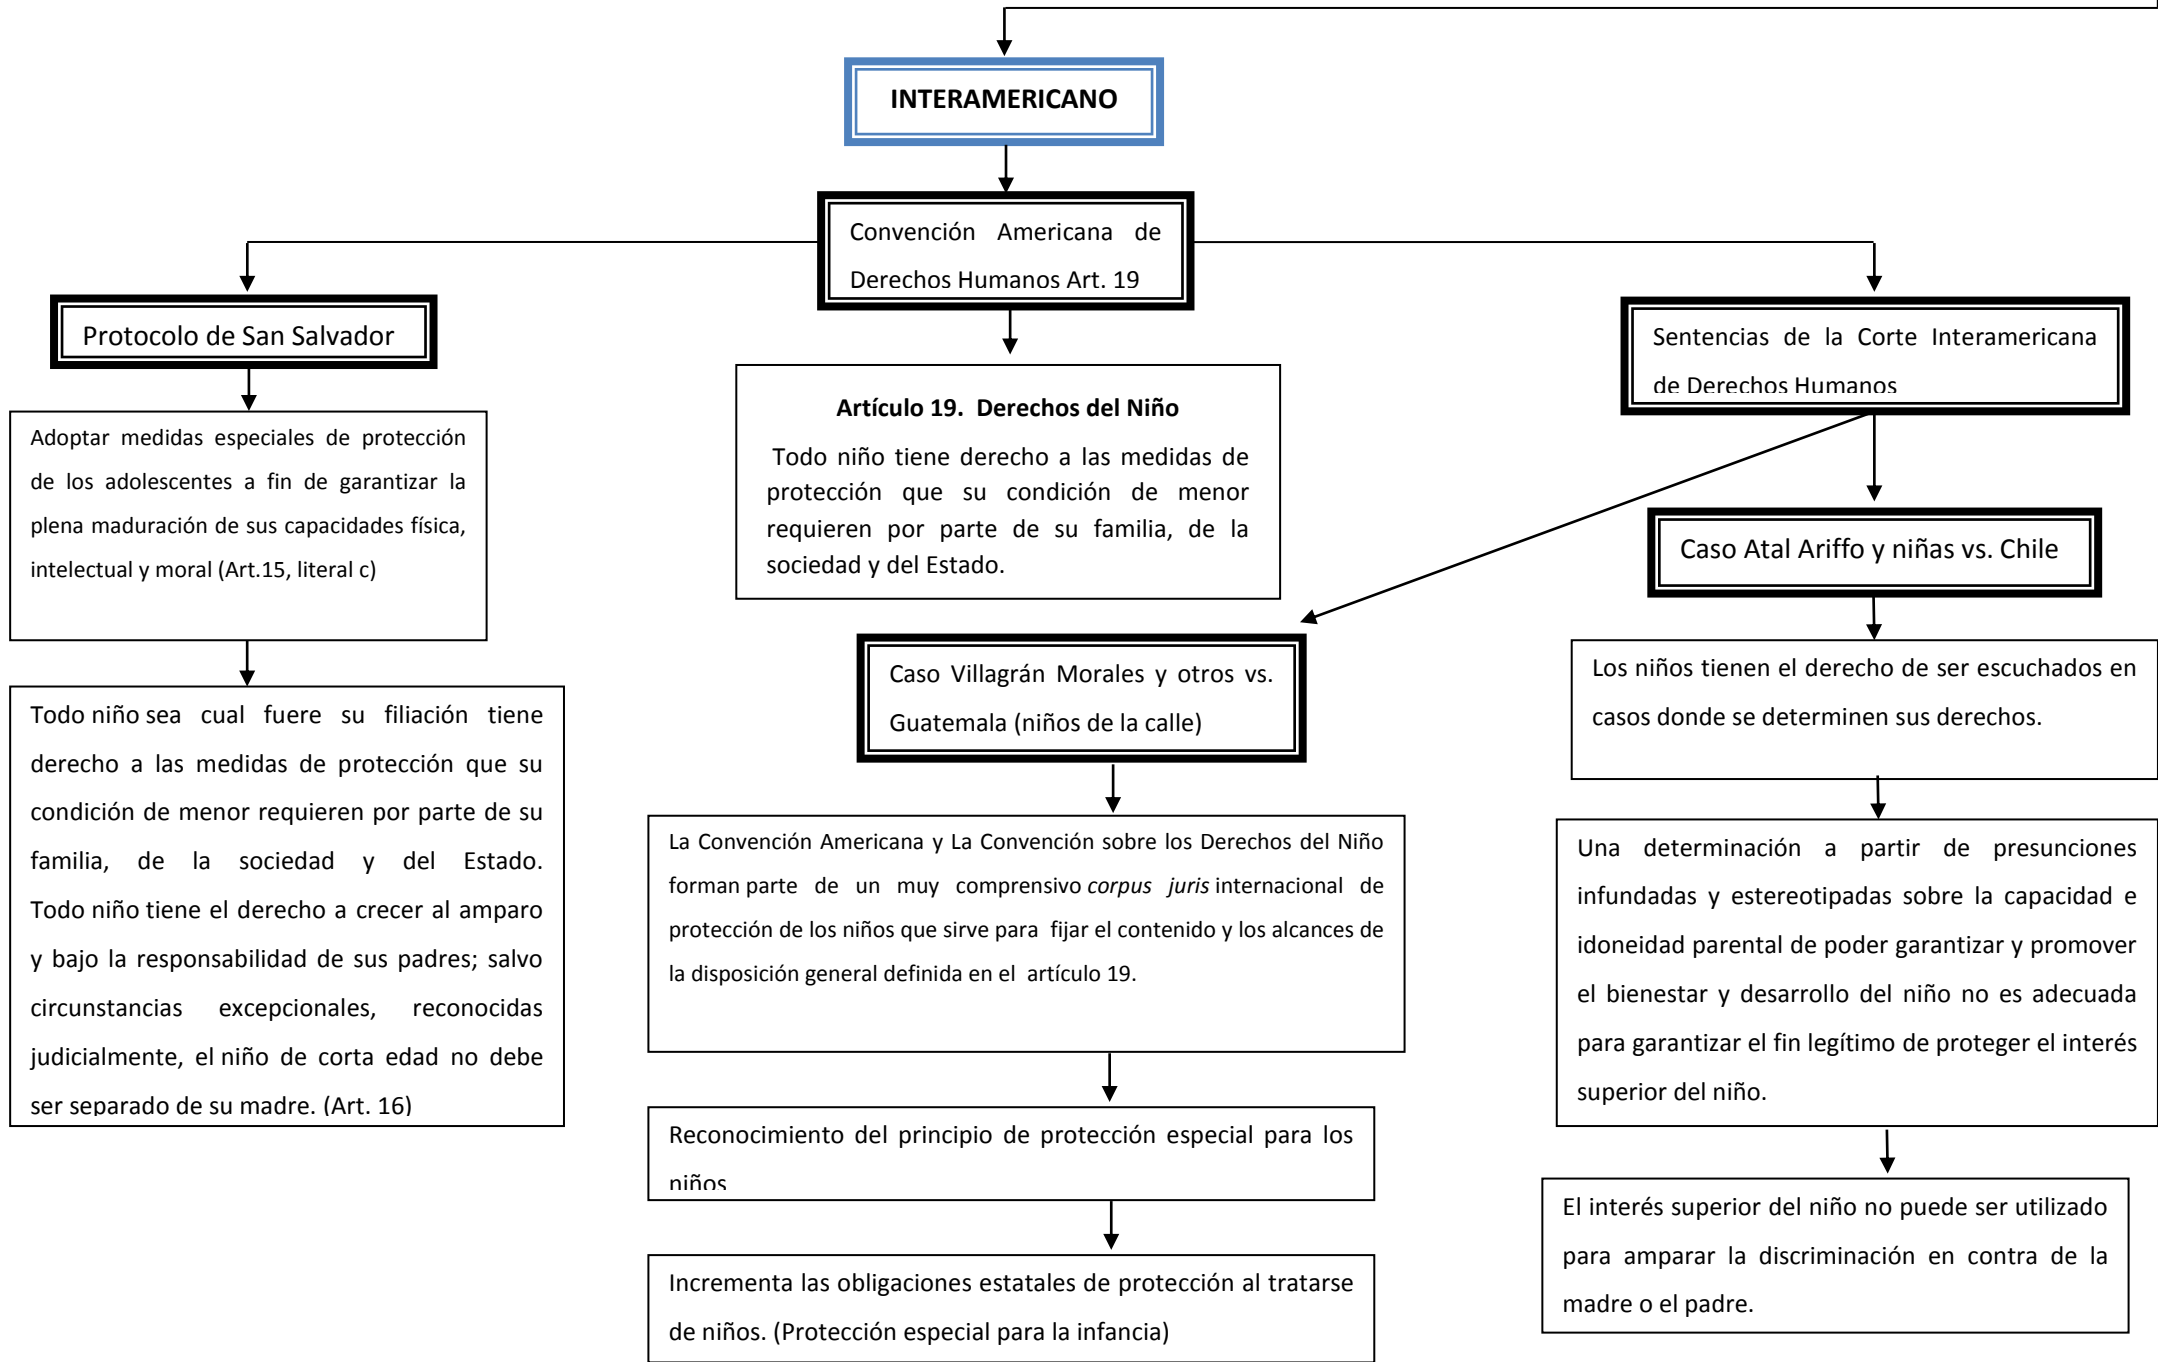 INTERAMERICANO
Convención Americana de
Derechos Humanos Art. 19
Protocolo de San Salvador
Adoptar medidas especiales de protección
de los adolescentes a fin de garantizar la
plena maduración de sus capacidades física,
intelectual y moral (Art.15, literal c)
Todo niño sea cual fuere su filiación tiene
derecho a las medidas de protección que su
condición de menor requieren por parte de su
familia, de la sociedad y del Estado.
Todo niño tiene el derecho a crecer al amparo
y bajo la responsabilidad de sus padres; salvo
circunstancias excepcionales, reconocidas
judicialmente, el niño de corta edad no debe
ser separado de su madre. (Art. 16)
Artículo 19. Derechos del Niño
Todo niño tiene derecho a las medidas de
protección que su condición de menor
requieren por parte de su familia, de la
sociedad y del Estado.
Sentencias de la Corte Interamericana
de Derechos Humanos
Caso Villagrán Morales y otros vs.
Guatemala (niños de la calle)
La Convención Americana y La Convención sobre los Derechos del Niño
forman parte de un muy comprensivo corpus juris internacional de
protección de los niños que sirve para fijar el contenido y los alcances de
la disposición general definida en el artículo 19.
Reconocimiento del principio de protección especial para los
niños
Incrementa las obligaciones estatales de protección al tratarse
de niños. (Protección especial para la infancia)
Caso Atal Ariffo y niñas vs. Chile
Los niños tienen el derecho de ser escuchados en
casos donde se determinen sus derechos.
Una determinación a partir de presunciones
infundadas y estereotipadas sobre la capacidad e
idoneidad parental de poder garantizar y promover
el bienestar y desarrollo del niño no es adecuada
para garantizar el fin legítimo de proteger el interés
superior del niño.
El interés superior del niño no puede ser utilizado
para amparar la discriminación en contra de la
madre o el padre.